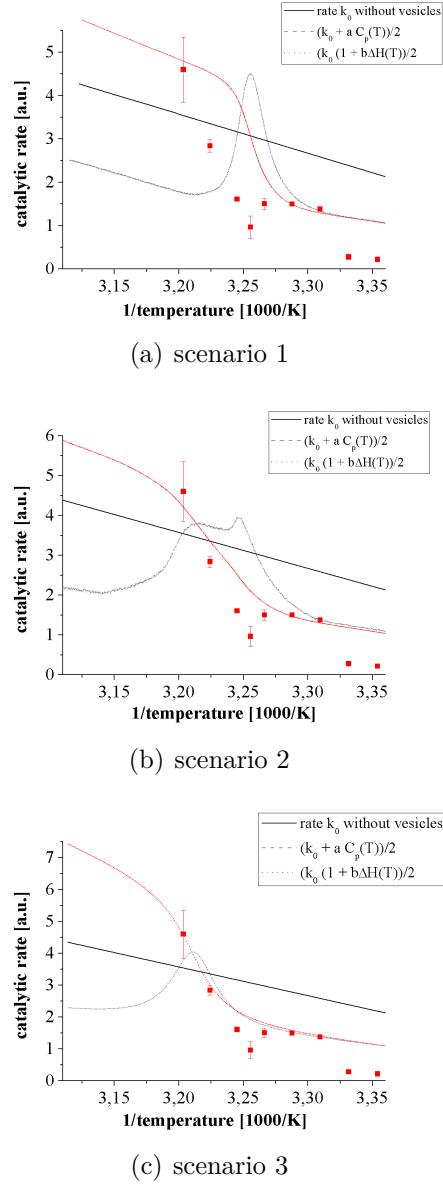 rate k0 without vesicles
(k0 + a Cp(T))/2
(k0 (1 + bΔH(T))/2
6
5
4
3
2
1
0
catalytic rate [a.u.]
3,15 3,20 3,25 3,30 3,35
1/temperature [1000/K]
(a) scenario 1
rate k0 without vesicles
(k0 + a Cp(T))/2
(k0 (1 + bΔH(T))/2
6
5
4
3
2
1
0
catalytic rate [a.u.]
3,15 3,20 3,25 3,30 3,35
1/temperature [1000/K]
(b) scenario 2
rate k0 without vesicles
(k0 + a Cp(T))/2
(k0 (1 + bΔH(T))/2
7
6
5
4
3
2
1
0
catalytic rate [a.u.]
3,15 3,20 3,25 3,30 3,35
1/temperature [1000/K]
(c) scenario 3